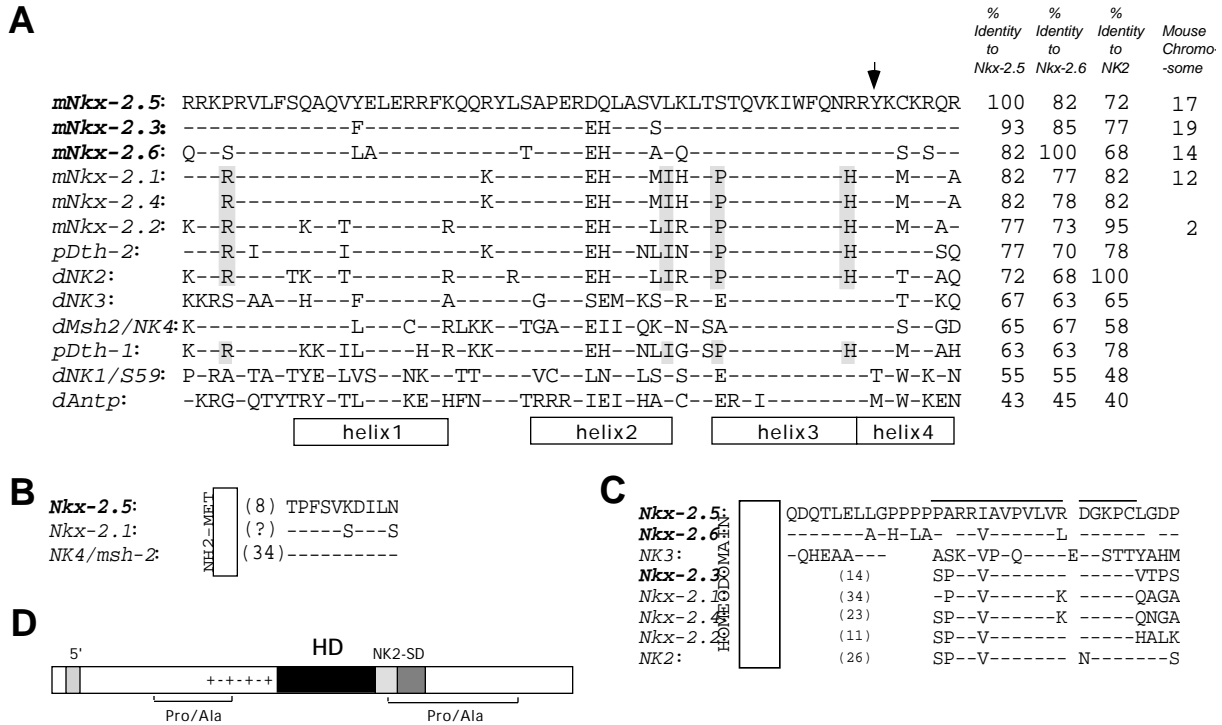 A
% Identity to Nkx-2.5
% Identity to Nkx-2.6
% Identity to NK2
Mouse Chromo- -some
mNkx-2.5: RRKPRVLFSQAQVYELERRFKQQRYLSAPERDQLASVLKLTSTQVKIWFQNRRYKCKRQR 100 82 72 17
mNkx-2.3: -------------F-----------------EH---S----------------------- 93 85 77 19
mNkx-2.6: Q--S---------LA-----------T----EH---A-Q----------------S-S-- 82 100 68 14
mNkx-2.1: ---R-------------------K-------EH---MIH--P---------H---M---A 82 77 82 12
mNkx-2.4: ---R-------------------K-------EH---MIH--P---------H---M---A 82 78 82
mNkx-2.2: K--R-----K--T-------R----------EH---LIR--P---------H---M--A- 77 73 95 2
pDth-2: ---R-I------I----------K-------EH--NLIN--P------------------SQ 77 70 78
dNK2: K--R----TK--T-------R----R-----EH---LIR--P---------H---T--AQ 72 68 100
dNK3: KKRS-AA--H---F------A------G---SEM-KS-R--E-------------T--KQ 67 63 65
dMsh2/NK4: K------------L---C--RLKK--TGA--EII--QK-N-SA-------------S--GD 65 67 58
pDth-1: K--R-----KK-IL-----H-R-KK------EH---LIG-SP---------H---M--AH 63 63 78
dNK1/S59: P-RA-TA-TYE-LVS--NK--TT----VC--LN--LS-S--E-----------T-W-K-N 55 55 48
dAntp: -KRG-QTYTRY-TL---KE-HFN---TRRR-IEI-HA-C--ER-I--------M-W-KEN 43 45 40
helix1 helix2 helix3 helix4
B
NH2-MET
Nkx-2.5: (8) TPFSVKDILN
Nkx-2.1: (?) -----S---S
NK4/msh-2: (34) ----------
C
HOMEODOMAIN
Nkx-2.5: QDQTLELLGPPPPPARRIAVPVLVR DGKPCLGDP
Nkx-2.6: -------A-H-LA----V------L ------ --
NK3: -QHEAA--- ASK-VP-Q----E--STTYAHM
Nkx-2.3: (14) SP--V------- -----VTPS
Nkx-2.1: (34) -P--V------K -----QAGA
Nkx-2.4: (23) SP--V------K -----QNGA
Nkx-2.2: (11) SP--V------- -----HALK
NK2: (26) SP--V------- N-------S
D
5' HD NK2-SD
+-+-+-+
Pro/Ala Pro/Ala